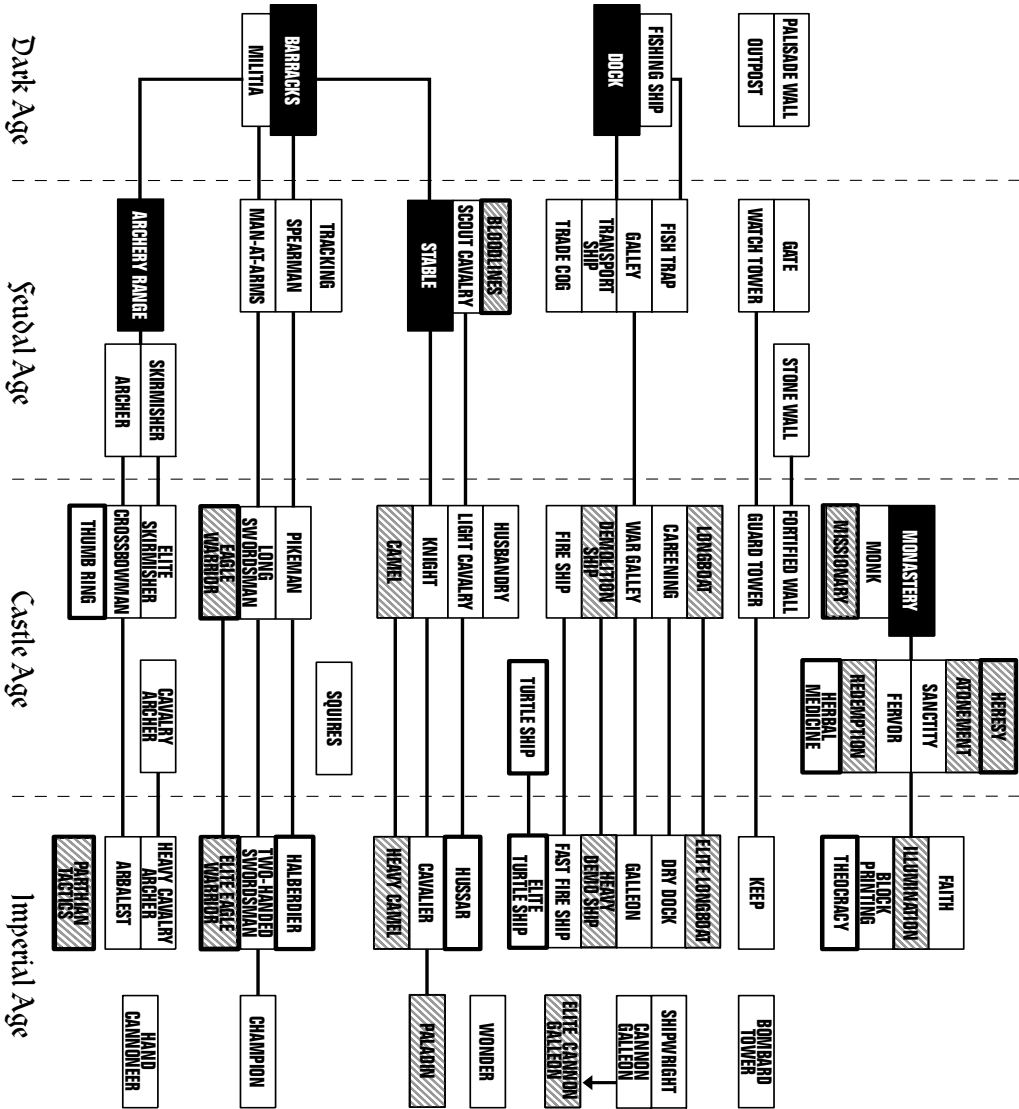 MONASTERY
MONK
MISSIONARY
HERESY
ATONEMENT
SANCTITY
FERVOR
REDEMPTION
HERBAL
MEDICINE
FAITH
ILLUMINATION
BLOCK
PRINTING
THEOCRACY
PALISADE WALL
OUTPOST
GATE
WATCH TOWER
STONE WALL
FORTIFIED WALL
GUARD TOWER
KEEP
BOMBARD
TOWER
FISHING SHIP
DOCK
FISH TRAP
GALLEY
TRANSPORT
SHIP
TRADE COG
LONGBOAT
CAREENING
WAR GALLEY
DEMOLITION
SHIP
FIRE SHIP
TURTLE SHIP
ELITE LONGBOAT
DRY DOCK
GALLEON
HEAVY
DEMO SHIP
FAST FIRE SHIP
ELITE
TURTLE SHIP
SHIPWRIGHT
CANNON
GALLEON
ELITE CANNON
GALLEON
BLOODLINES
SCOUT CAVALRY
STABLE
HUSBANDRY
LIGHT CAVALRY
KNIGHT
CAMEL
HUSSAR
CAVALIER
HEAVY CAMEL
WONDER
PALADIN
BARRACKS
MILITIA
TRACKING
SPEARMAN
MAN-AT-ARMS
PIKEMAN
LONG
SWORDSMAN
EAGLE
WARRIOR
SQUIRES
HALBERDIER
TWO-HANDED
SWORDSMAN
ELITE EAGLE
WARRIOR
CHAMPION
ARCHERY RANGE
SKIRMISHER
ARCHER
ELITE
SKIRMISHER
CROSSBOWMAN
THUMB RING
CAVALRY
ARCHER
HEAVY CAVALRY
ARCHER
ARBALEST
PARTHIAN
TACTICS
HAND
CANNONEER
Dark Age
Feudal Age
Castle Age
Imperial Age